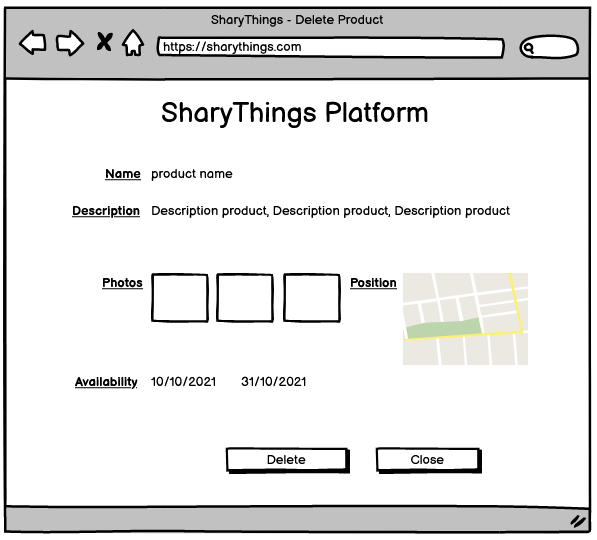 SharyThings - Delete Product
https://sharythings.com
SharyThings Platform
Name product name
Description Description product, Description product, Description product
Photos Position
Availability 10/10/2021 31/10/2021
Delete Close